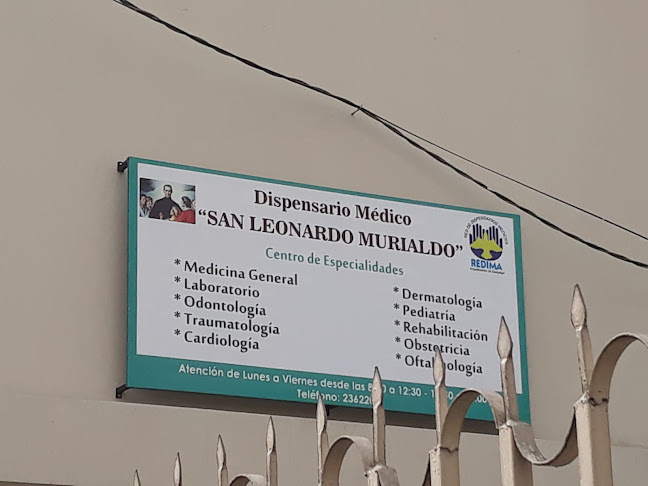 Dispensario Médico
“SAN LEONARDO MURIALDO”
Centro de Especialidades
* Medicina General
* Laboratorio
* Odontología
* Traumatología
* Cardiología
* Dermatología
* Pediatría
* Rehabilitación
* Obstetricia
* Oftalmología
REDIMA
Atención de Lunes a Viernes desde las a 12:30 -
Teléfono: